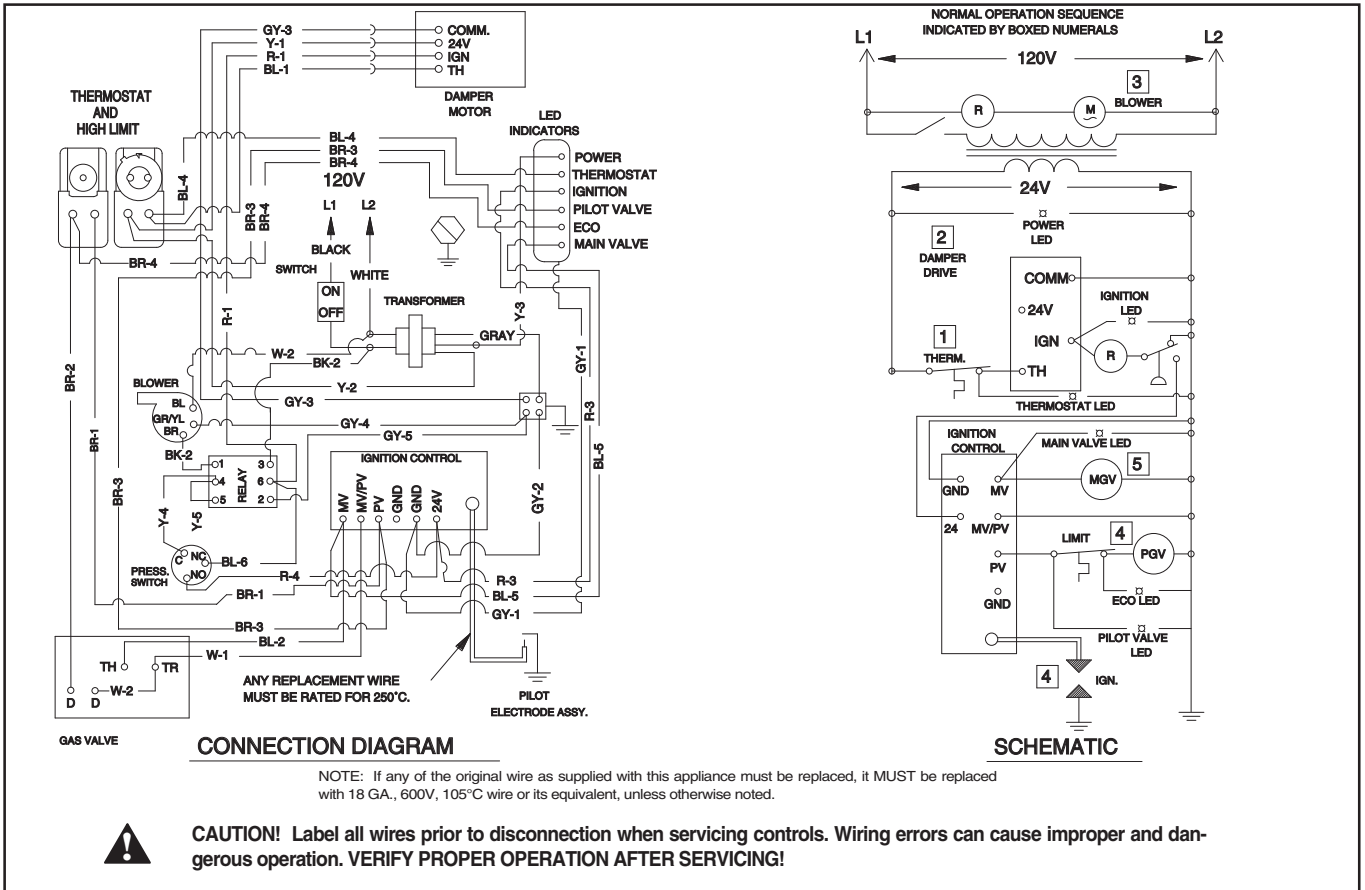 GY-3
Y-1
R-1
BL-1
COMM.
24V
IGN
TH
DAMPER
MOTOR
THERMOSTAT
AND
HIGH LIMIT
LED
INDICATORS
BL-4
BR-3
BR-4
120V
POWER
THERMOSTAT
IGNITION
PILOT VALVE
ECO
MAIN VALVE
BL-4
BR-3
BR-4
L1
L2
BLACK
WHITE
SWITCH
ON
OFF
TRANSFORMER
GRAY
BR-4
R-1
Y-3
GY-1
R-3
BL-5
BR-2
BR-1
BR-3
W-2
BK-2
Y-2
GY-3
GY-4
GY-5
BLOWER
BL
GR/YL
BR
BK-2
1
4
5
RELAY
3
6
2
Y-4
Y-5
IGNITION CONTROL
MV
MV/PV
PV
GND
GND
24V
GY-2
C
NC
NO
BL-6
PRESS.
SWITCH
R-4
BR-1
R-3
BL-5
GY-1
BR-3
BL-2
W-1
TH
TR
W-2
D
D
GAS VALVE
ANY REPLACEMENT WIRE
MUST BE RATED FOR 250°C.
PILOT
ELECTRODE ASSY.
CONNECTION DIAGRAM
NORMAL OPERATION SEQUENCE
INDICATED BY BOXED NUMERALS
L1
L2
120V
3
BLOWER
R
M
24V
POWER
LED
2
DAMPER
DRIVE
COMM
24V
IGN
TH
IGNITION
LED
R
1
THERM.
THERMOSTAT LED
IGNITION
CONTROL
MAIN VALVE LED
GND
MV
MGV
5
24
MV/PV
LIMIT
4
PGV
PV
ECO LED
GND
PILOT VALVE
LED
4
IGN.
SCHEMATIC
NOTE: If any of the original wire as supplied with this appliance must be replaced, it MUST be replaced
with 18 GA., 600V, 105°C wire or its equivalent, unless otherwise noted.
CAUTION! Label all wires prior to disconnection when servicing controls. Wiring errors can cause improper and dan-
gerous operation. VERIFY PROPER OPERATION AFTER SERVICING!